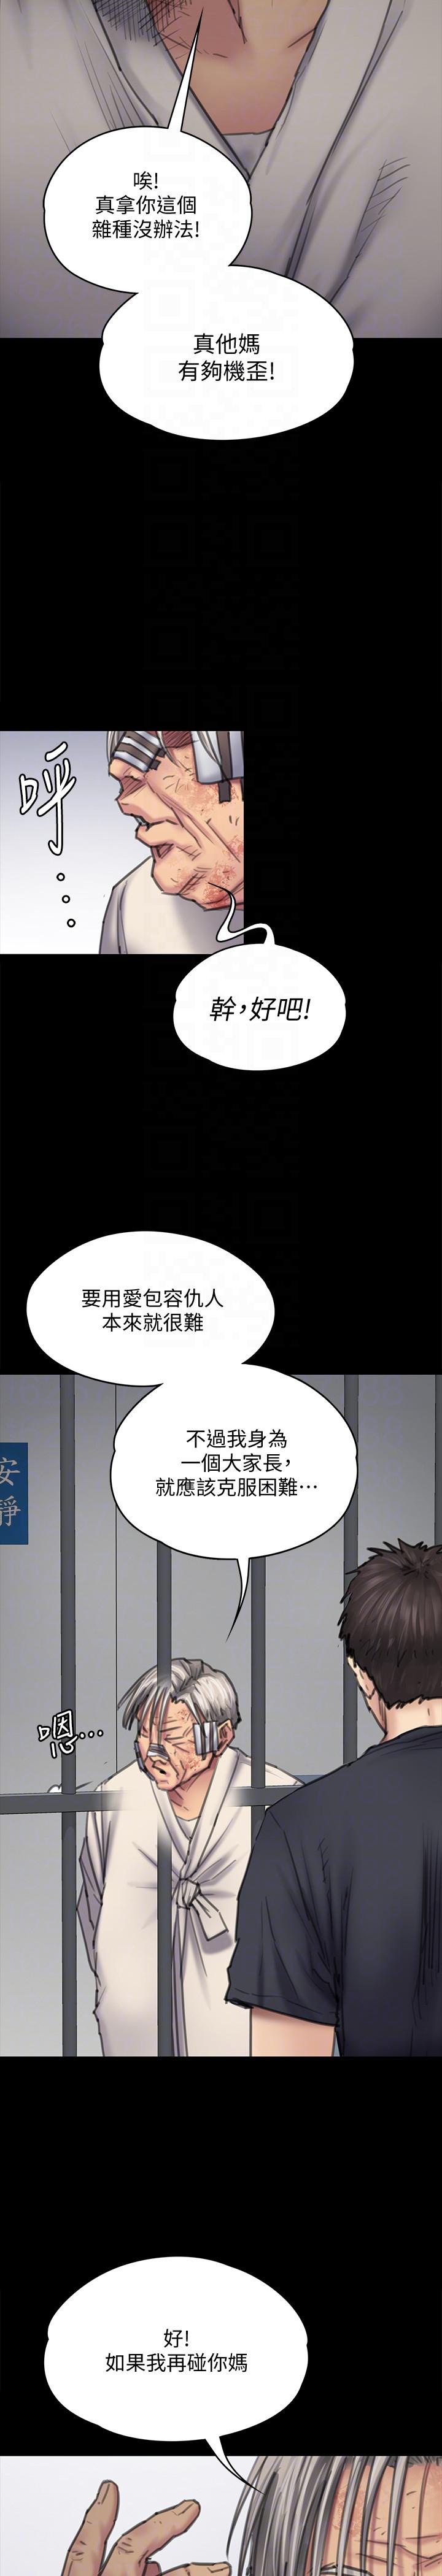 唉!
真拿你這個
雜種沒辦法!
真他媽
有夠機歪!
呼…
幹，好吧!
要用愛包容仇人
本來就很難
不過我身為
一個大家長，
就應該克服困難…
安靜
嗯…
好!
如果我再碰你媽